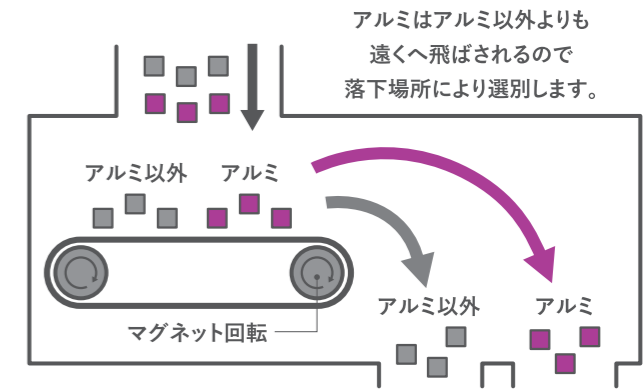 アルミはアルミ以外よりも
遠くへ飛ばされるので
落下場所により選別します。
アルミ以外 アルミ
アルミ以外 アルミ
マグネット回転